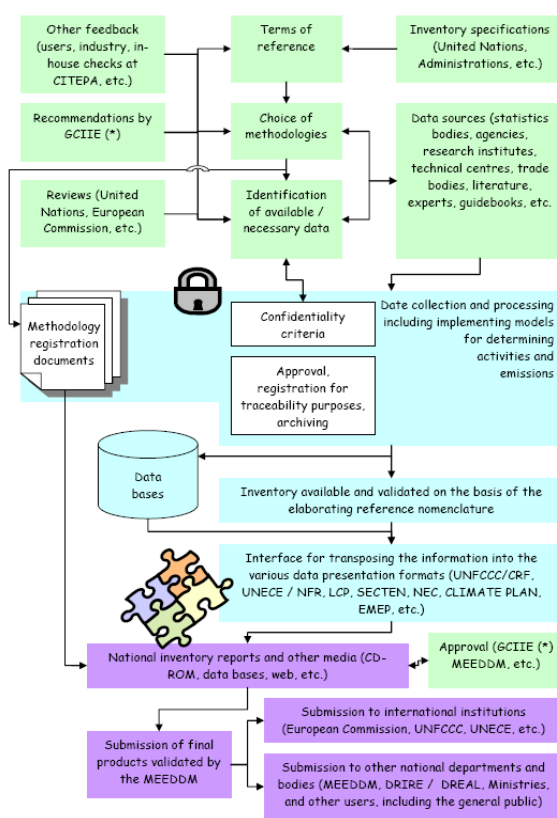 Other feedback
(users, industry, in-
house checks at
CITEPA, etc.)
Terms of
reference
Inventory specifications
(United Nations,
Administrations, etc.)
Recommendations by
GCIIE (*)
Choice of
methodologies
Data sources (statistics
bodies, agencies,
research institutes,
technical centres, trade
bodies, literature,
experts, guidebooks, etc.
Reviews (United
Nations, European
Commission, etc.)
Identification
of available /
necessary data
Methodology
registration
documents
Confidentiality
criteria
Date collection and processing
including implementing models
for determining
activities and
emissions
Approval,
registration for
traceability purposes,
archiving
Data
bases
Inventory available and validated on the basis of the
elaborating reference nomenclature
Interface for transposing the information into the
various data presentation formats (UNFCCC/CRF,
UNECE / NFR, LCP, SECTEN, NEC, CLIMATE PLAN,
EMEP, etc.)
National inventory reports and other media (CD-
ROM, data bases, web, etc.)
Approval (GCIIE (*)
MEEDDM, etc.)
Submission of final
products validated
by the MEEDDM
Submission to international institutions
(European Commission, UNFCCC, UNECE, etc.)
Submission to other national departments and
bodies (MEEDDM, DRIRE / DREAL, Ministries,
and other users, including the general public)